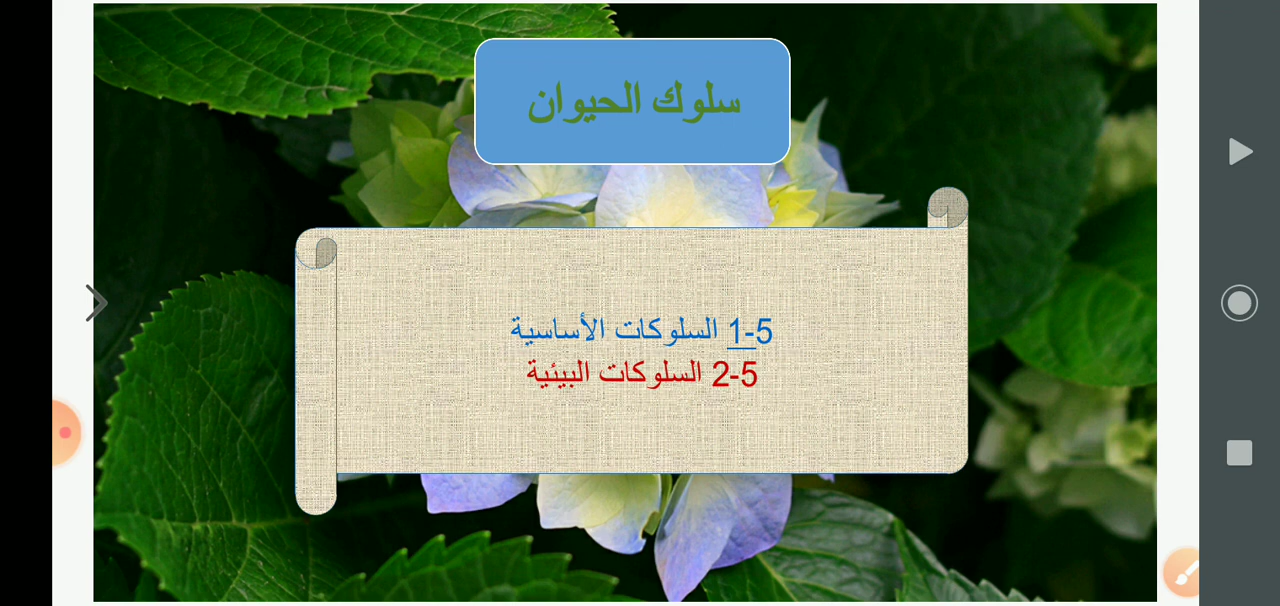 سلوك الحيوان
1-5 السلوكات الأساسية
2-5 السلوكات البيئية